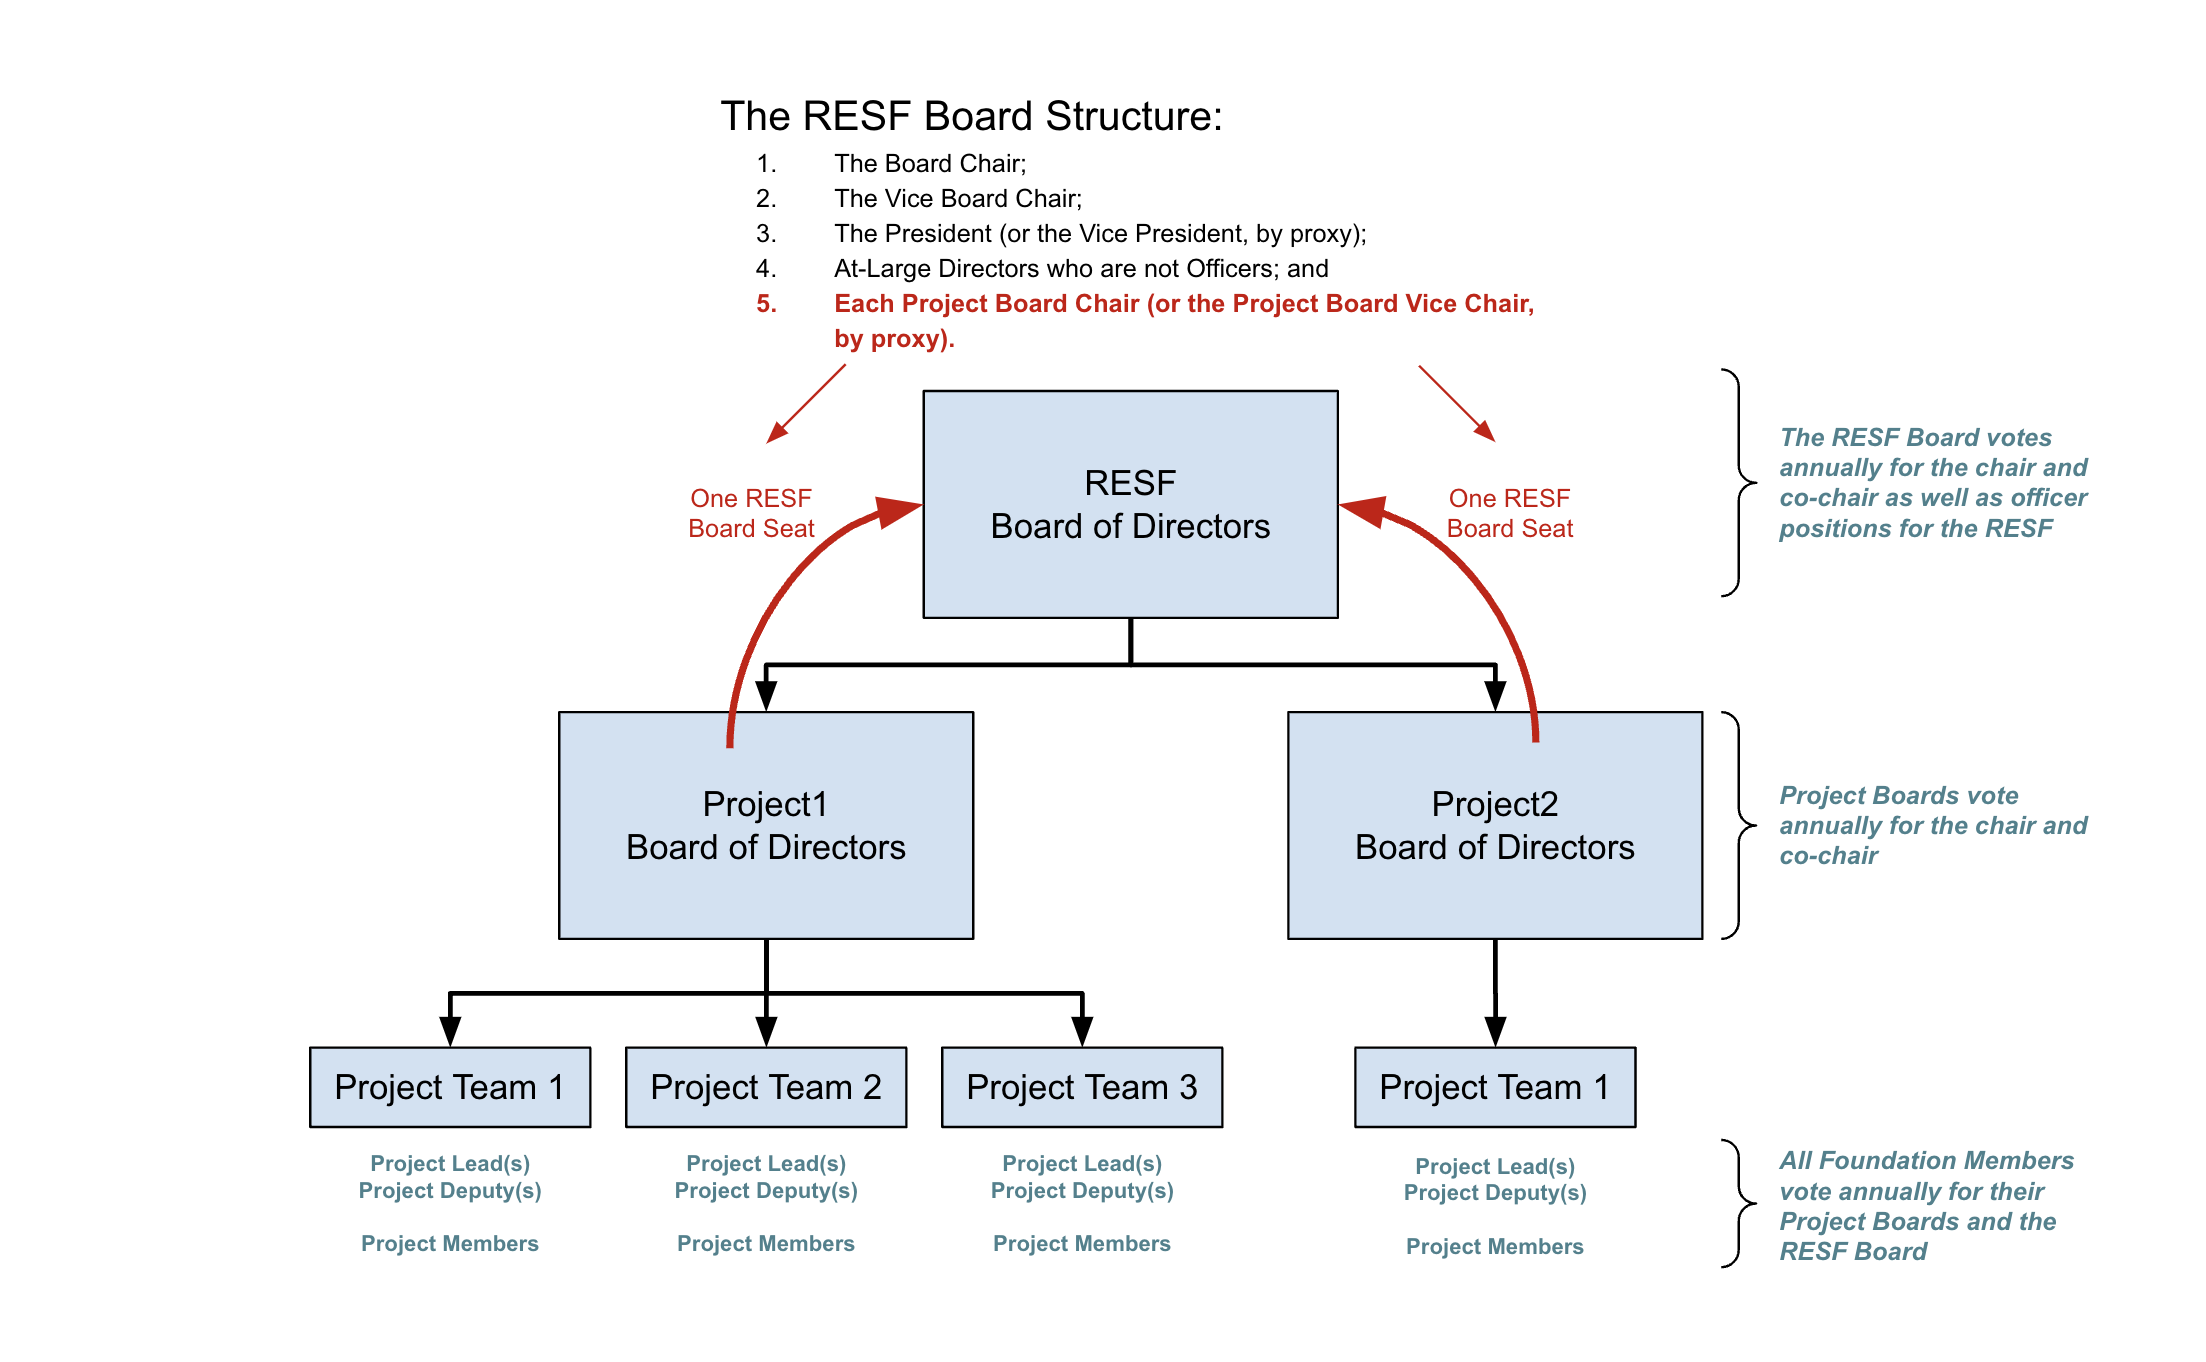 The RESF Board Structure:
1. The Board Chair;
2. The Vice Board Chair;
3. The President (or the Vice President, by proxy);
4. At-Large Directors who are not Officers; and
5. Each Project Board Chair (or the Project Board Vice Chair,
by proxy).
One RESF
Board Seat
RESF
Board of Directors
One RESF
Board Seat
The RESF Board votes
annually for the chair and
co-chair as well as officer
positions for the RESF
Project1
Board of Directors
Project2
Board of Directors
Project Boards vote
annually for the chair and
co-chair
Project Team 1
Project Team 2
Project Team 3
Project Team 1
Project Lead(s)
Project Deputy(s)
Project Members
Project Lead(s)
Project Deputy(s)
Project Members
Project Lead(s)
Project Deputy(s)
Project Members
Project Lead(s)
Project Deputy(s)
Project Members
All Foundation Members
vote annually for their
Project Boards and the
RESF Board